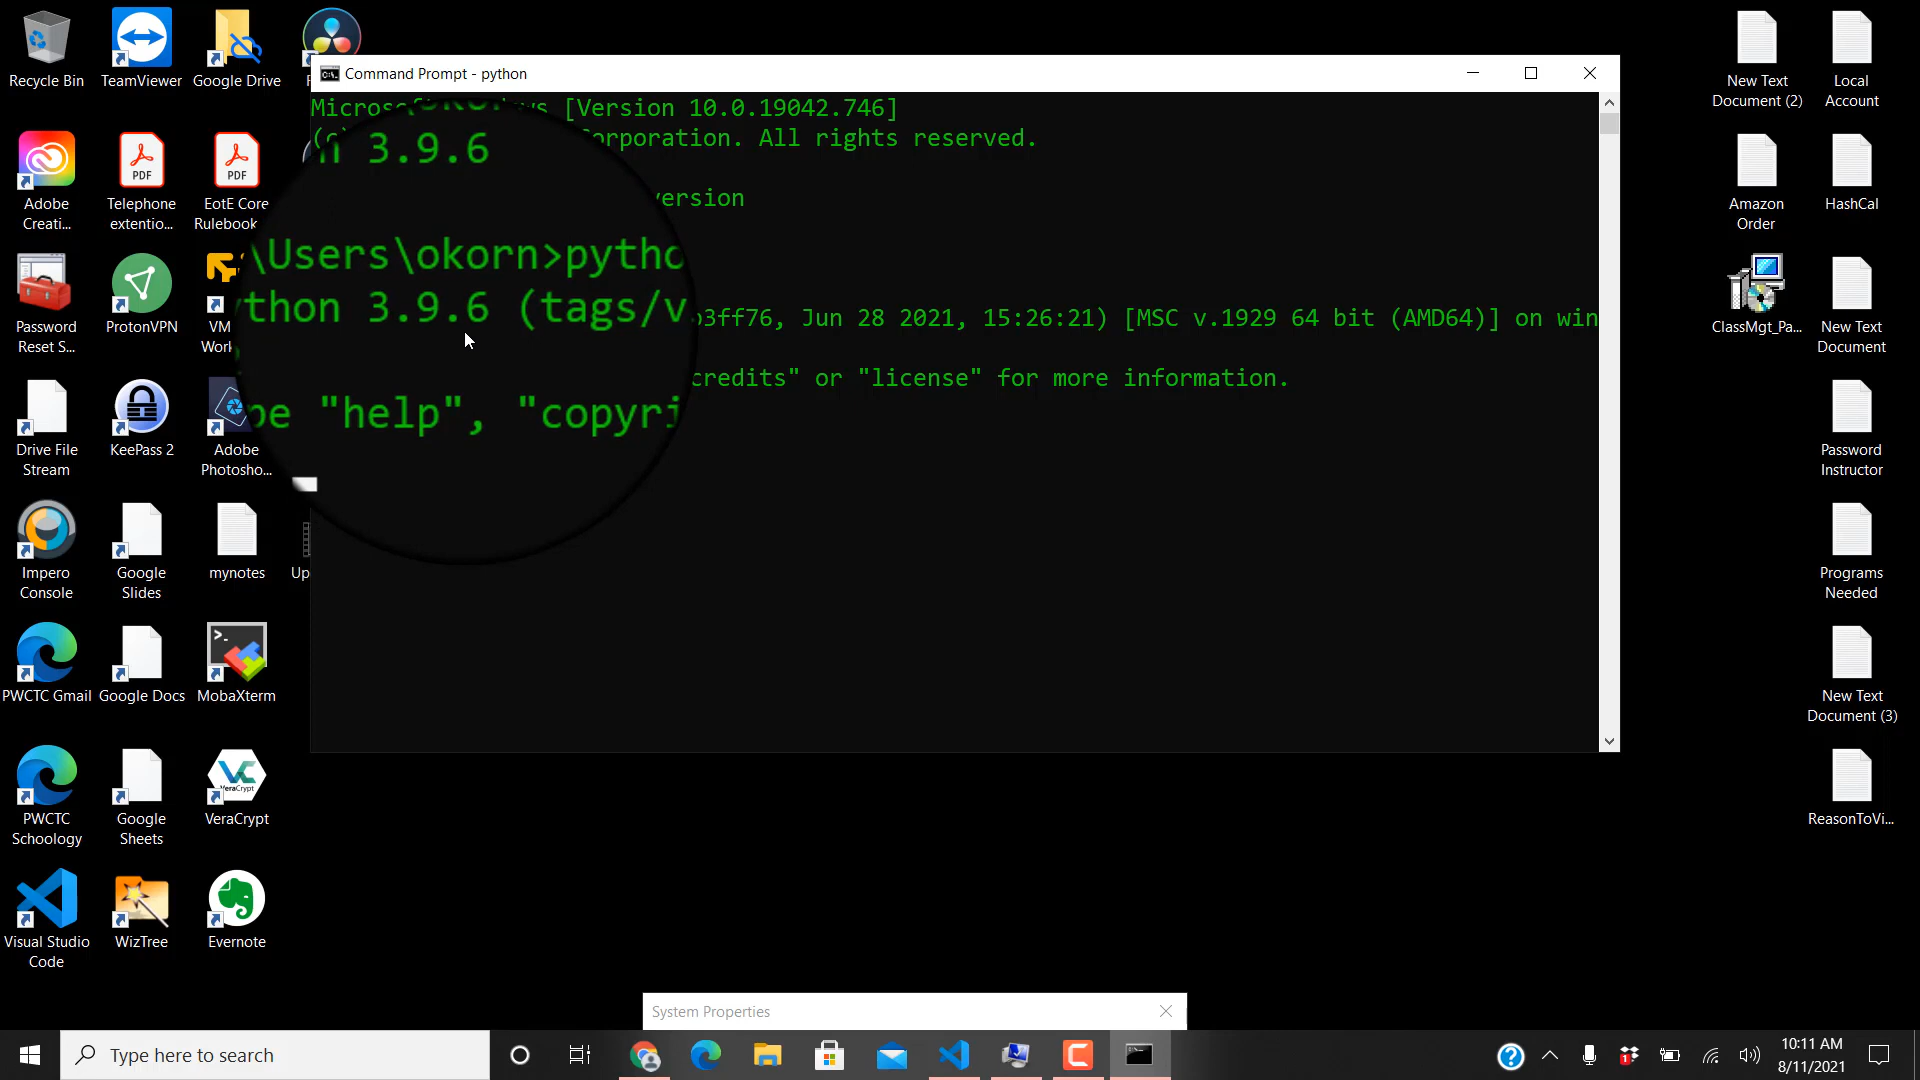 Recycle Bin
TeamViewer
Google Drive
Adobe
Creati...
Telephone
extentio...
EotE Core
Rulebook
Password
Reset S...
ProtonVPN
VM
Work
Drive File
Stream
KeePass 2
Adobe
Photosho...
Impero
Console
Google
Slides
mynotes
Up
PWCTC Gmail
Google Docs
MobaXterm
PWCTC
Schoology
Google
Sheets
VeraCrypt
Visual Studio
Code
WizTree
Evernote
Command Prompt - python
[Version 10.0.19042.746]
orporation. All rights reserved.
version
n 3.9.6
\Users\okorn>pytho
thon 3.9.6 (tags/v
3ff76, Jun 28 2021, 15:26:21) [MSC v.1929 64 bit (AMD64)] on win
pe "help", "copyri
credits" or "license" for more information.
New Text
Document (2)
Local
Account
Amazon
Order
HashCal
ClassMgt_Pa...
New Text
Document
Password
Instructor
Programs
Needed
New Text
Document (3)
ReasonToVi...
System Properties
Type here to search
10:11 AM
8/11/2021